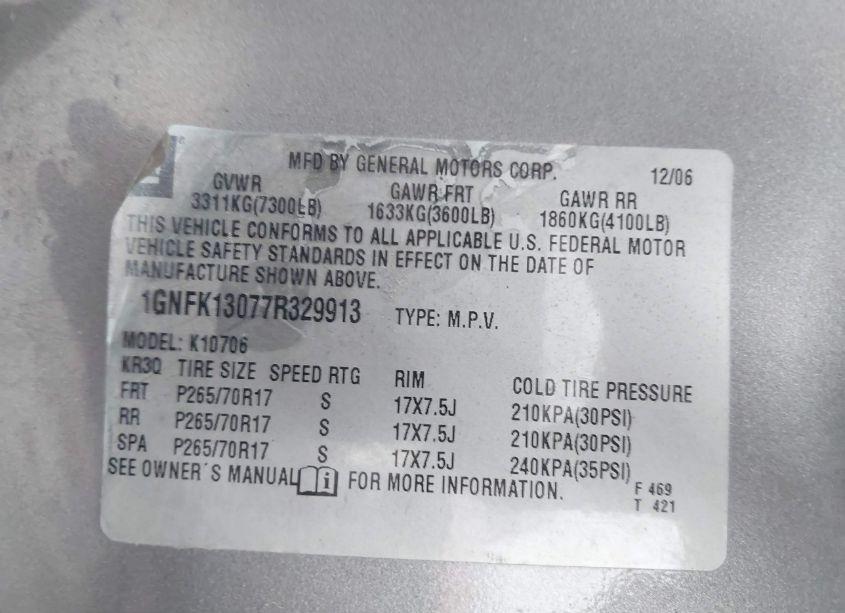 MFD BY GENERAL MOTORS CORP. 12/06
GVWR GAWR FRT GAWR RR
3311KG(7300LB) 1633KG(3600LB) 1860KG(4100LB)
THIS VEHICLE CONFORMS TO ALL APPLICABLE U.S. FEDERAL MOTOR
VEHICLE SAFETY STANDARDS IN EFFECT ON THE DATE OF
MANUFACTURE SHOWN ABOVE.
1GNFK13077R329913 TYPE: M.P.V.
MODEL: K10706
KR3Q TIRE SIZE SPEED RTG RIM COLD TIRE PRESSURE
FRT P265/70R17 S 17X7.5J 210KPA(30PSI)
RR P265/70R17 S 17X7.5J 210KPA(30PSI)
SPA P265/70R17 S 17X7.5J 240KPA(35PSI)
SEE OWNER'S MANUAL i FOR MORE INFORMATION.
F 469
T 421